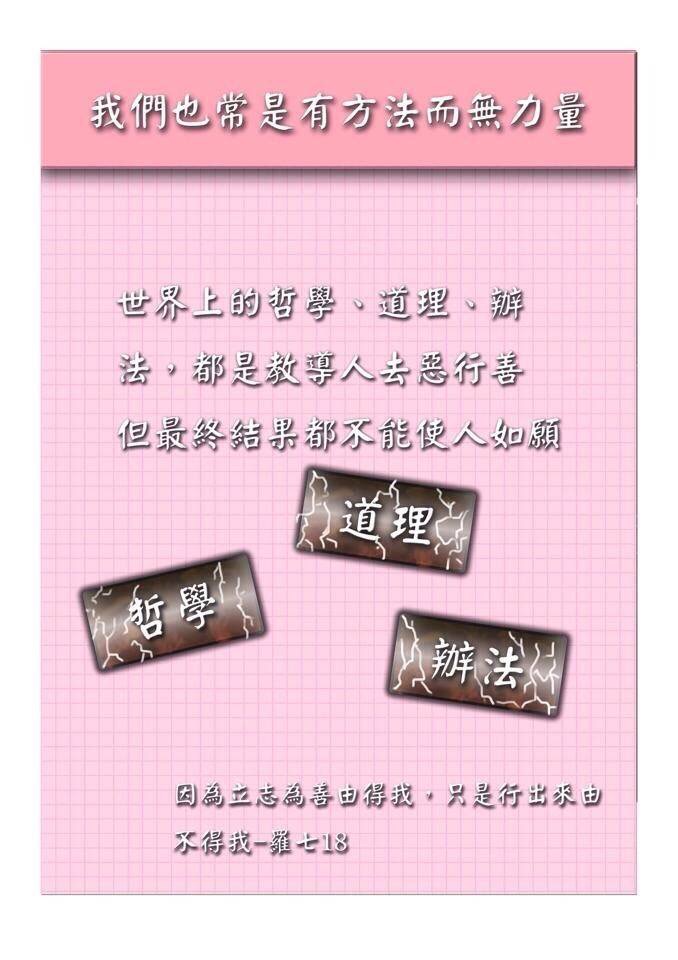 我們也常是有方法而無力量
世界上的哲學、道理、辦
法，都是教導人去惡行善
但最終結果都不能使人如願
道理
哲學
辦法
因為立志為善由得我，只是行出來由
不得我-羅七18